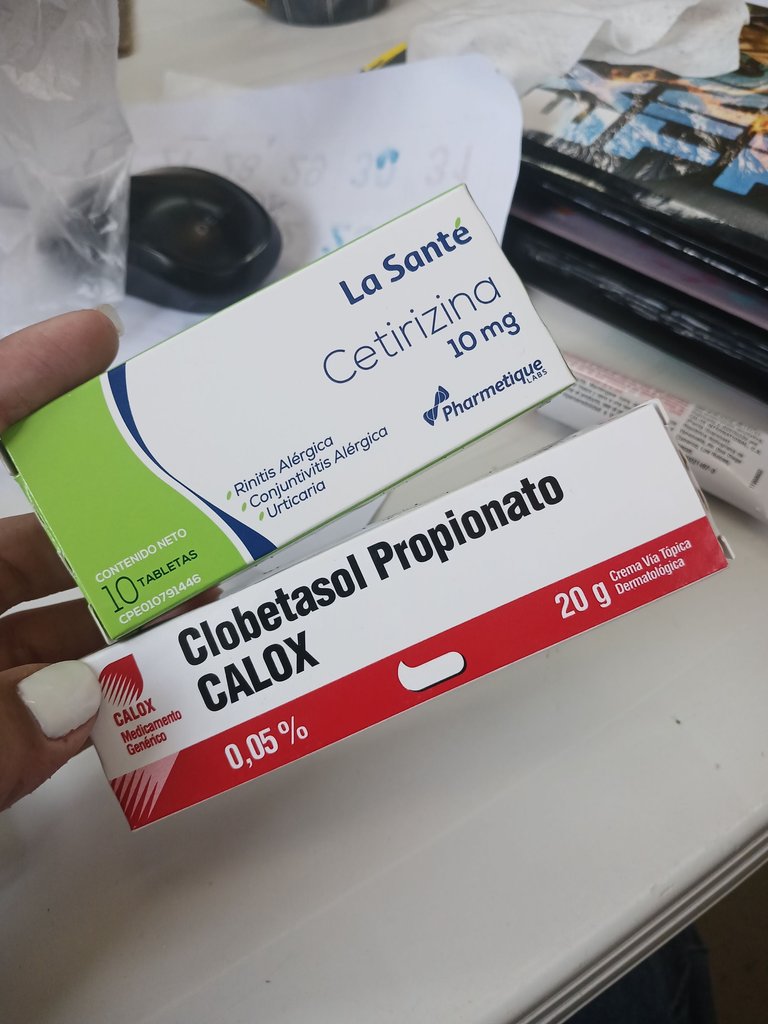 La Santé
Cetirizina
10 mg
Pharmetique
LABS
Rinitis Alérgica
Conjuntivitis Alérgica
Urticaria
CONTENIDO NETO
10 TABLETAS
CPE010791446
Clobetasol Propionato
CALOX
CALOX
Medicamento
Genérico
0,05%
20 g Crema Vía Tópica
Dermatológica